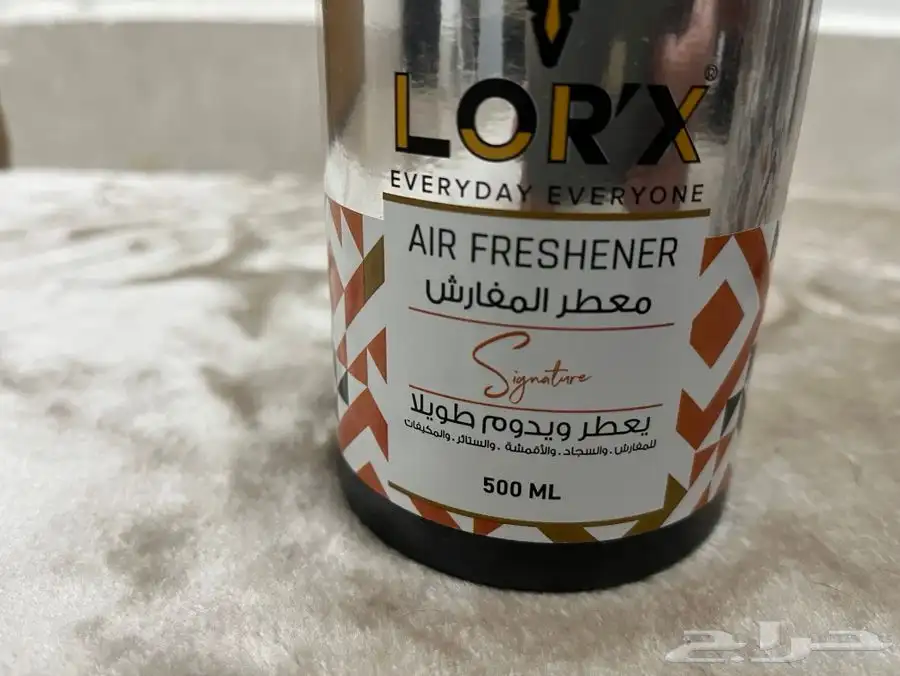 LOR'X®
EVERYDAY EVERYONE
AIR FRESHENER
معطر المفارش
Signature
يعطر ويدوم طويلا
للمفارش . والسجاد . والأقمشة . والستائر . والمكيفات
500 ML
حراج